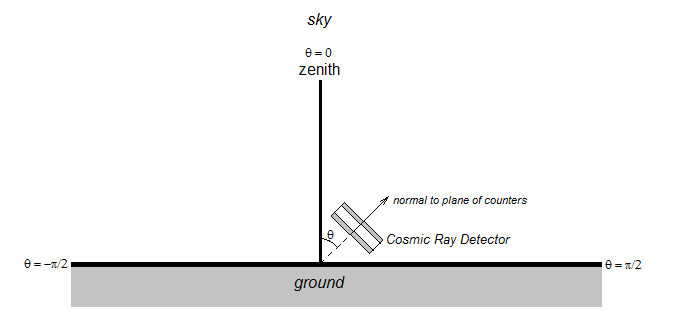 sky
θ = 0
zenith
normal to plane of counters
θ
Cosmic Ray Detector
θ = −π/2
θ = π/2
ground